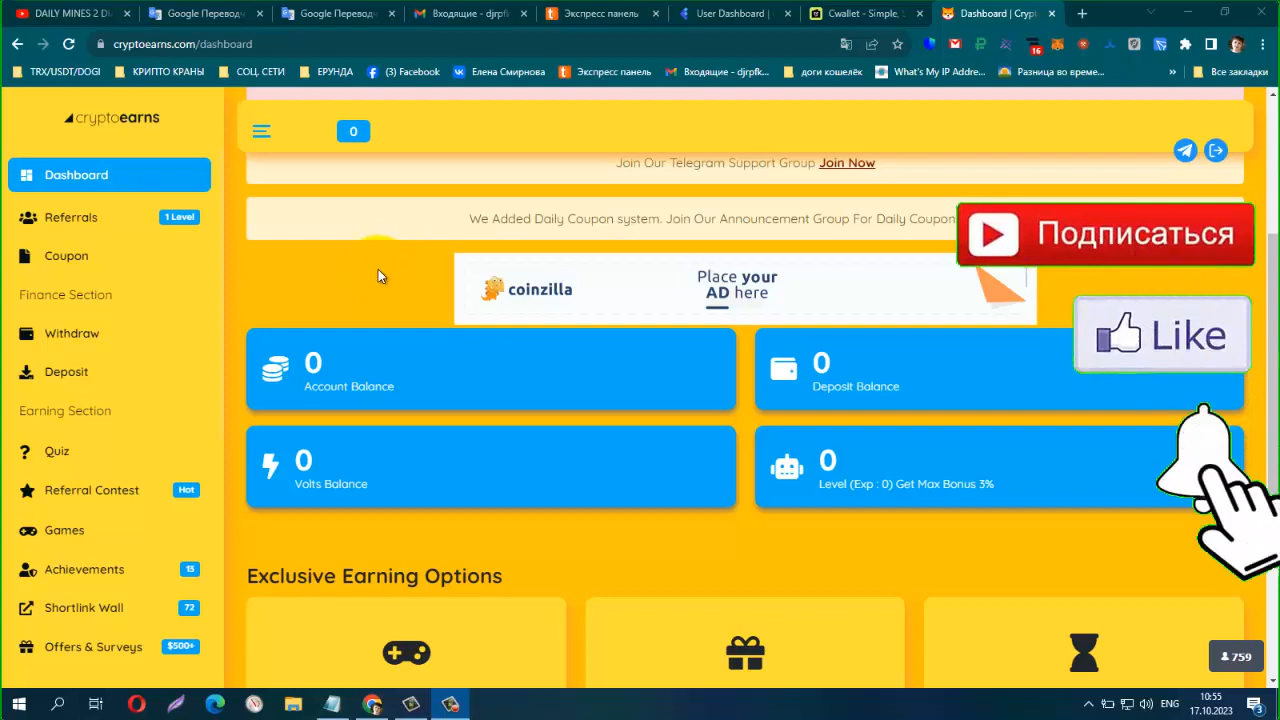 DAILY MINES 2 D
Google Переводч
Google Переводч
Входящие - djrpf
Экспресс панель
User Dashboard |
Cwallet - Simple, S
Dashboard | Crypt
cryptoearns.com/dashboard
16
TRX/USDT/DOGI
КРИПТО КРАНЫ
СОЦ. СЕТИ
ЕРУНДА
(3) Facebook
Елена Смирнова
Экспресс панель
Входящие - djrpfk...
доги кошелёк
What's My IP Addre...
Разница во време...
»
Все закладки
cryptoearns
0
Join Our Telegram Support Group Join Now
Dashboard
Referrals
1 Level
We Added Daily Coupon system. Join Our Announcement Group For Daily Coupon
Подписаться
Coupon
coinzilla
Place your
AD here
Finance Section
Withdraw
Like
0
Account Balance
0
Deposit Balance
Deposit
Earning Section
Quiz
0
Volts Balance
0
Level (Exp : 0) Get Max Bonus 3%
Referral Contest
Hot
Games
Achievements
15
Exclusive Earning Options
Shortlink Wall
72
Offers & Surveys
$500+
759
ENG
10:55
17.10.2023
3